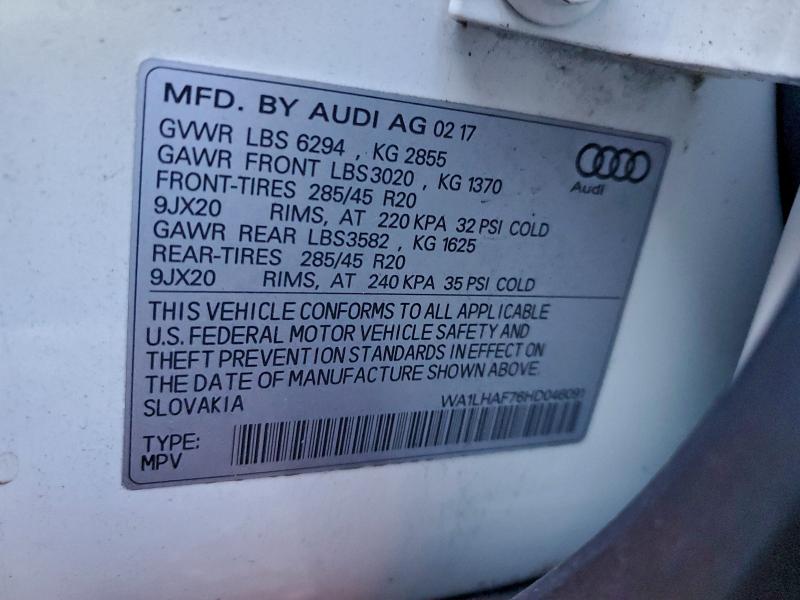 MFD. BY AUDI AG 02 17
GVWR LBS 6294 , KG 2855
GAWR FRONT LBS3020 , KG 1370
FRONT-TIRES 285/45 R20
9JX20 RIMS, AT 220 KPA 32 PSI COLD
GAWR REAR LBS3582 , KG 1625
REAR-TIRES 285/45 R20
9JX20 RIMS, AT 240 KPA 35 PSI COLD
Audi
THIS VEHICLE CONFORMS TO ALL APPLICABLE
U.S. FEDERAL MOTOR VEHICLE SAFETY AND
THEFT PREVENTION STANDARDS IN EFFECT ON
THE DATE OF MANUFACTURE SHOWN ABOVE.
SLOVAKIA WA1LHAF76HD046091
TYPE:
MPV